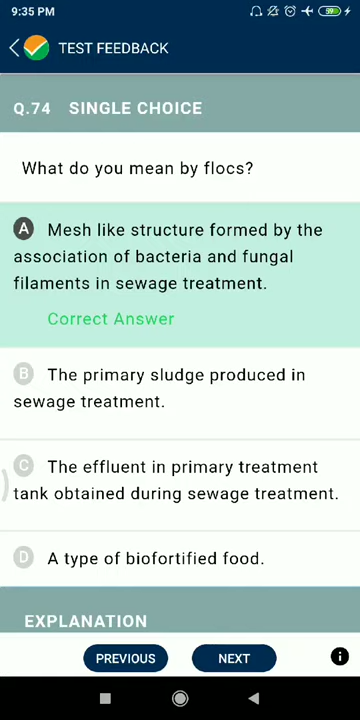 9:35 PM
59
TEST FEEDBACK
Q.74 SINGLE CHOICE
What do you mean by flocs?
A Mesh like structure formed by the
association of bacteria and fungal
filaments in sewage treatment.
Correct Answer
B The primary sludge produced in
sewage treatment.
C The effluent in primary treatment
tank obtained during sewage treatment.
D A type of biofortified food.
EXPLANATION
PREVIOUS NEXT